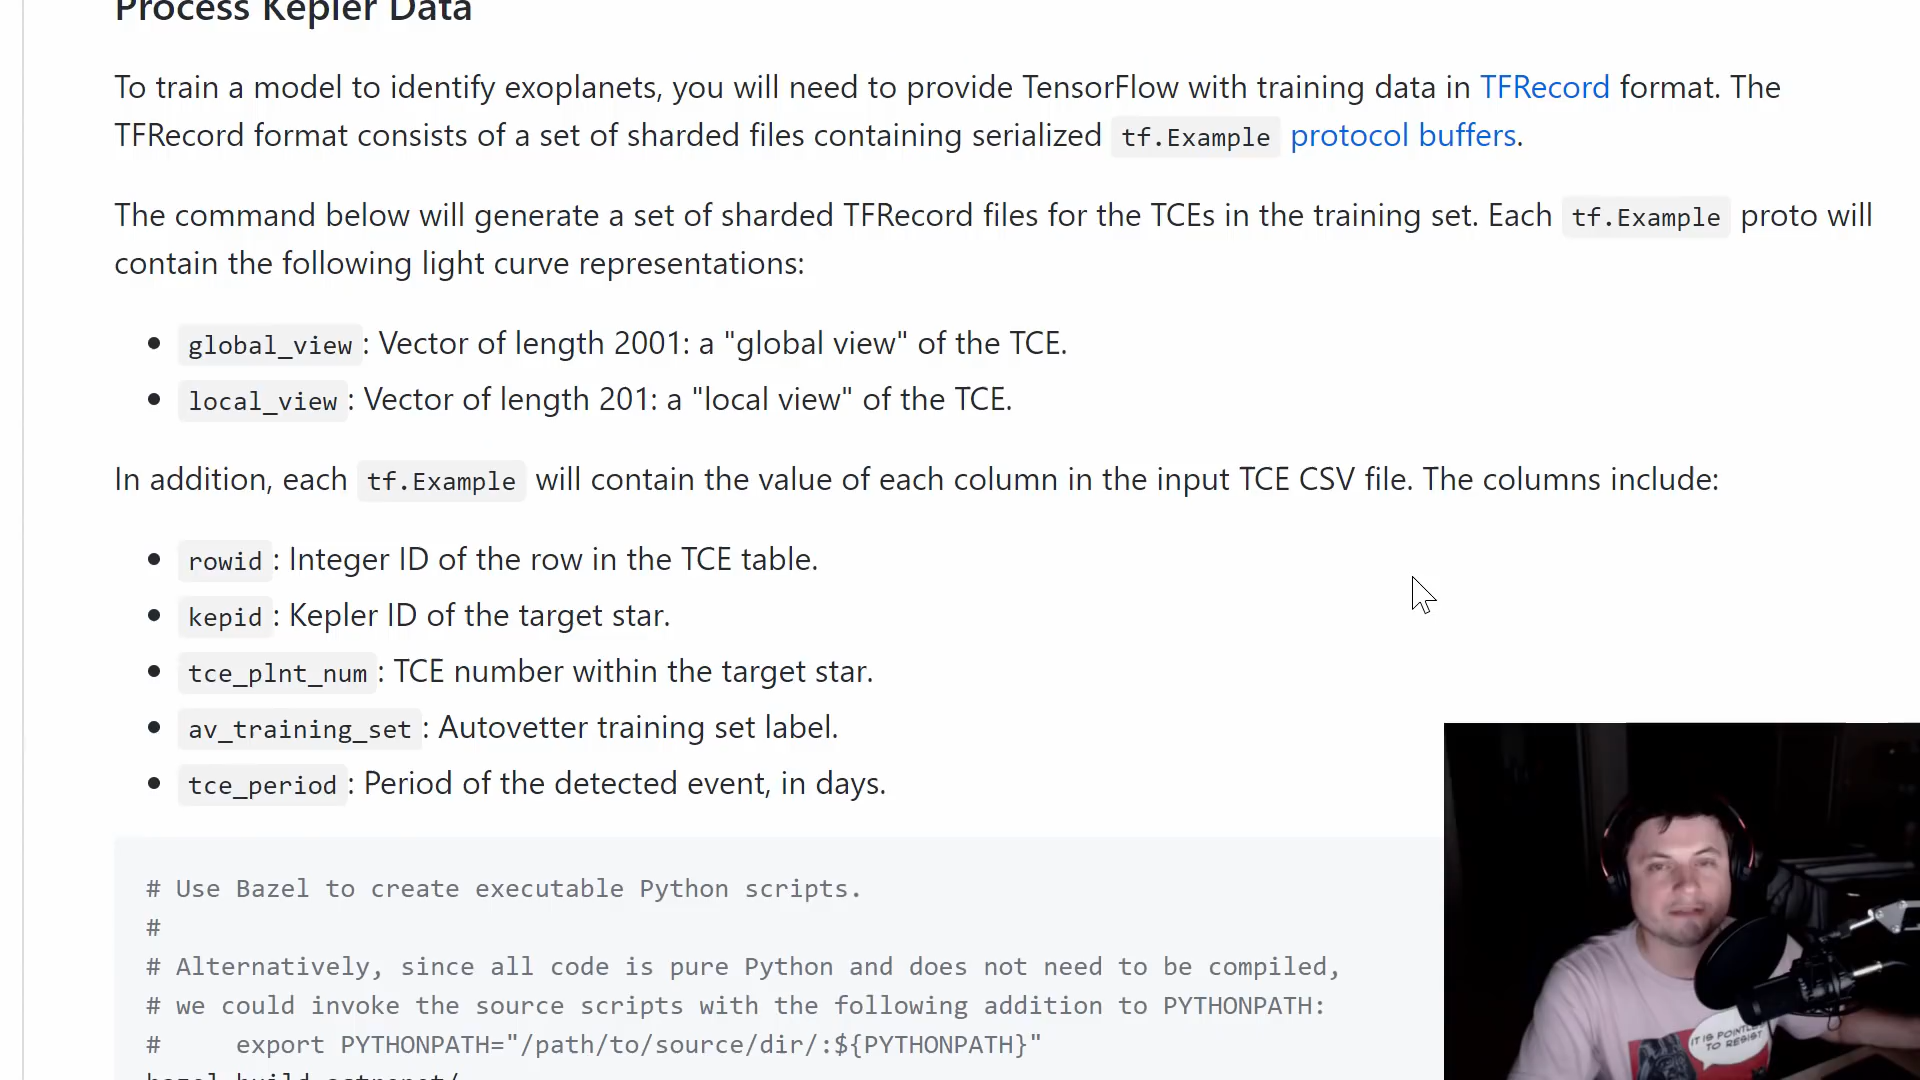 Process Kepler Data
To train a model to identify exoplanets, you will need to provide TensorFlow with training data in TFRecord format. The
TFRecord format consists of a set of sharded files containing serialized tf.Example protocol buffers.
The command below will generate a set of sharded TFRecord files for the TCEs in the training set. Each tf.Example proto will
contain the following light curve representations:
• global_view: Vector of length 2001: a "global view" of the TCE.
• local_view: Vector of length 201: a "local view" of the TCE.
In addition, each tf.Example will contain the value of each column in the input TCE CSV file. The columns include:
• rowid: Integer ID of the row in the TCE table.
• kepid: Kepler ID of the target star.
• tce_plnt_num: TCE number within the target star.
• av_training_set: Autovetter training set label.
• tce_period: Period of the detected event, in days.
# Use Bazel to create executable Python scripts.
#
# Alternatively, since all code is pure Python and does not need to be compiled,
# we could invoke the source scripts with the following addition to PYTHONPATH:
#     export PYTHONPATH="/path/to/source/dir/:${PYTHONPATH}"
bazel build astronet/
IT IS POINTLESS
TO RESIST